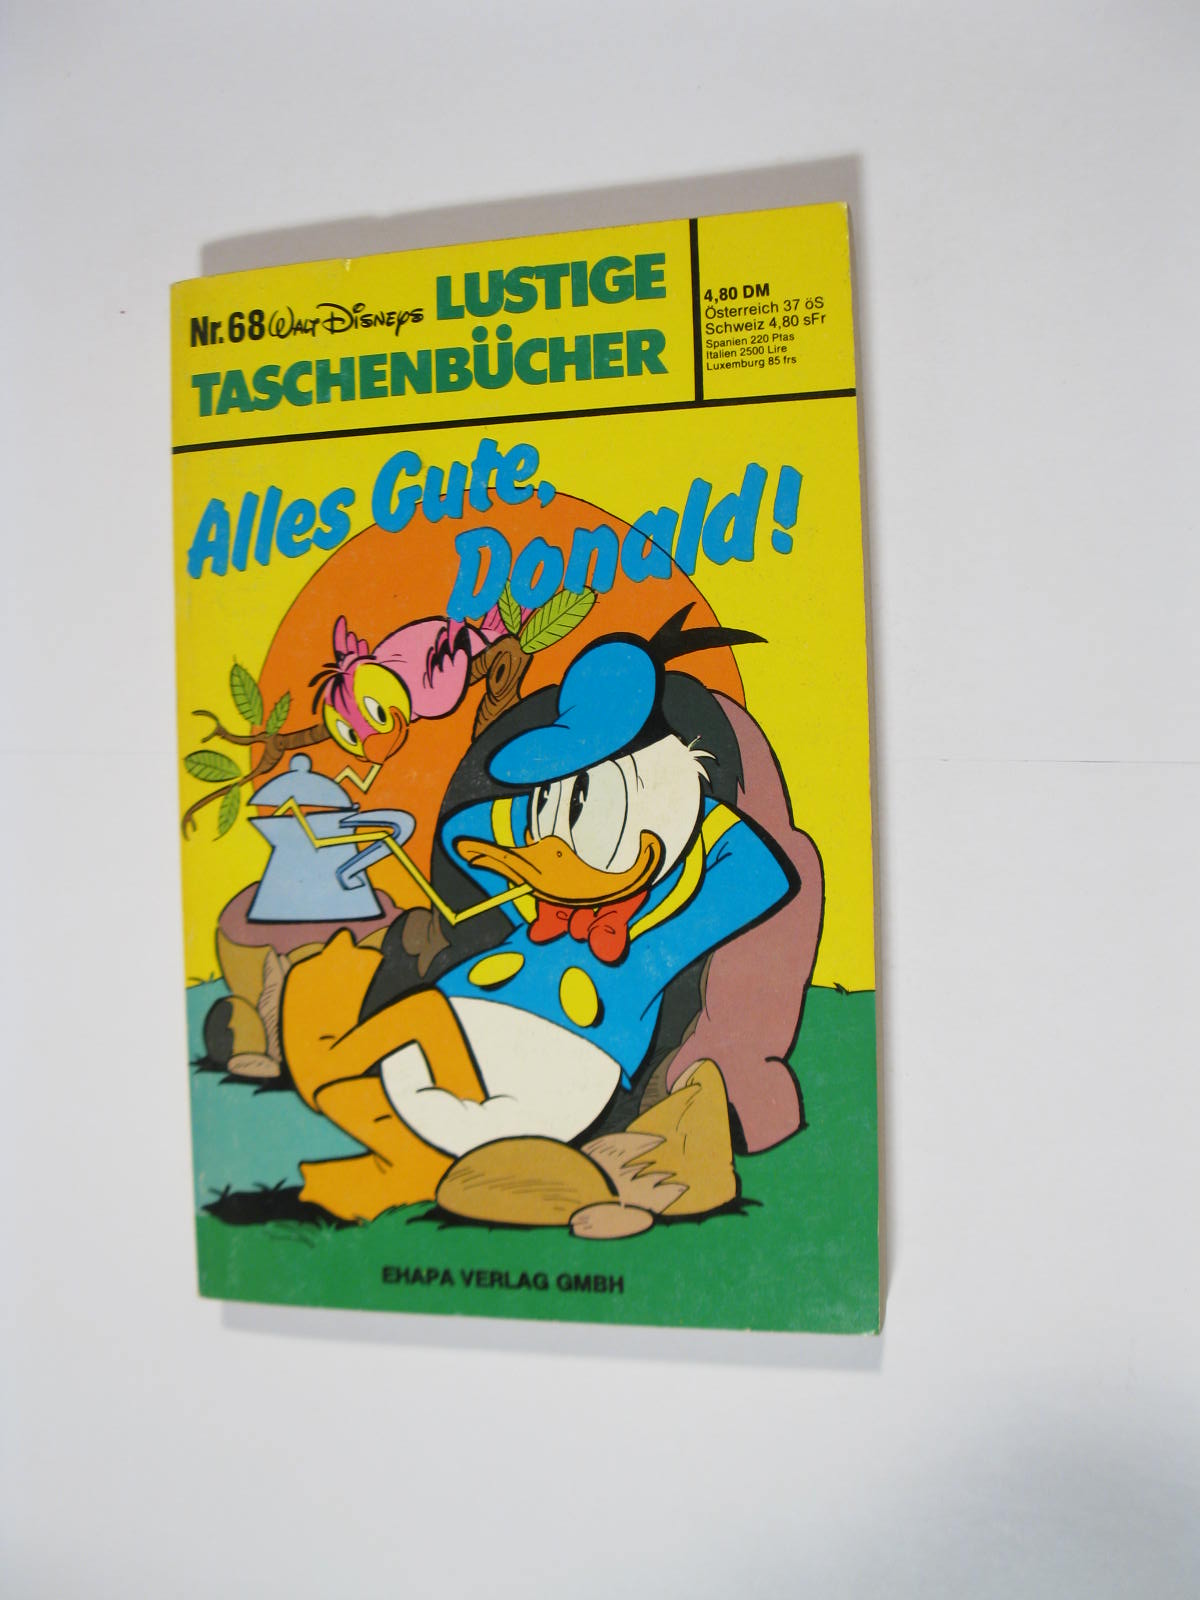 Nr.68 WALT DISNEYS LUSTIGE
TASCHENBÜCHER
4,80 DM
Österreich 37 öS
Schweiz 4,80 sFr
Spanien 220 Ptas
Italien 2500 Lire
Luxemburg 85 frs
Alles Gute,
Donald!
EHAPA VERLAG GMBH